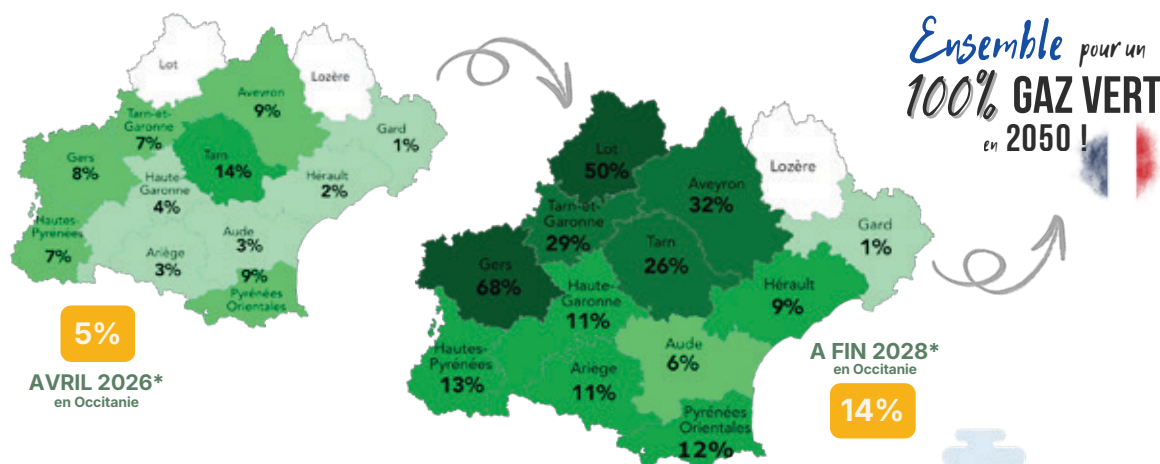 Lot
Lozère
Aveyron
9%
Tarn-et-
Garonne
7%
Gard
1%
Tarn
14%
Gers
8%
Haute
Garonne
4%
Hérault
2%
Hautes-
Pyrénées
7%
Aude
3%
Ariège
3%
9%
Pyrénées
Orientales
5%
AVRIL 2026*
en Occitanie
Lot
50%
Lozère
Aveyron
32%
Tarn-et-
Garonne
29%
Gard
1%
Tarn
26%
Gers
68%
Haute-
Garonne
11%
Hérault
9%
Hautes-
Pyrénées
13%
Aude
6%
Ariège
11%
Pyrénées
Orientales
12%
A FIN 2028*
en Occitanie
14%
Ensemble pour un
100% GAZ VERT
en 2050 !